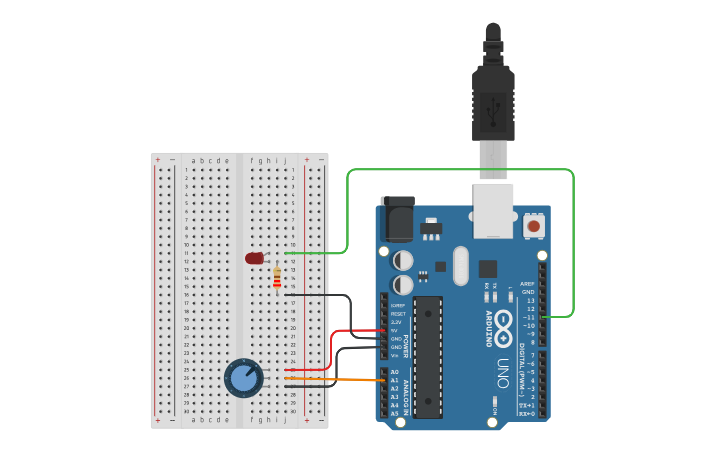 + − a b c d e f g h i j + −
1 1
2 2
3 3
4 4
5 5
6 6
7 7
8 8
9 9
10 10
11 11
12 12
13 13
14 14
15 15
16 16
17 17
18 18
19 19
20 20
21 21
22 22
23 23
24 24
25 25
26 26
27 27
28 28
29 29
30 30
+ − a b c d e f g h i j + −
IOREF
RESET
3.3V
5V
GND
GND
Vin
POWER
A0
A1
A2
A3
A4
A5
ANALOG IN
RX
TX
L
ARDUINO
UNO
ON
AREF
GND
13
12
~11
~10
~9
8
7
~6
~5
4
~3
2
TX→1
RX←0
DIGITAL (PWM~)